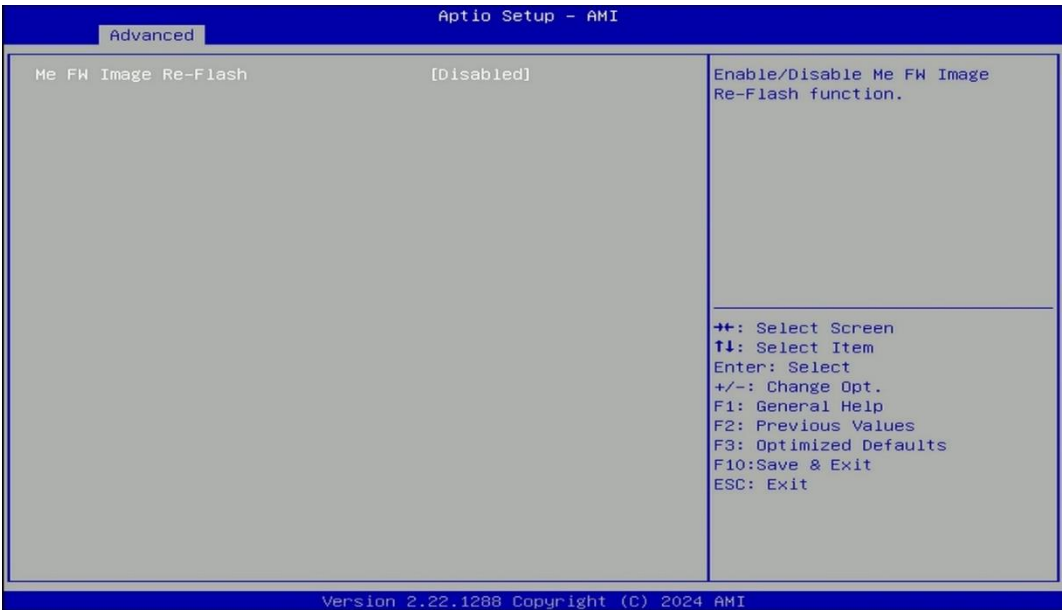 Aptio Setup – AMI
Advanced
Me FW Image Re-Flash [Disabled]
Enable/Disable Me FW Image
Re-Flash function.
→←: Select Screen
↑↓: Select Item
Enter: Select
+/-: Change Opt.
F1: General Help
F2: Previous Values
F3: Optimized Defaults
F10:Save & Exit
ESC: Exit
Version 2.22.1288 Copyright (C) 2024 AMI